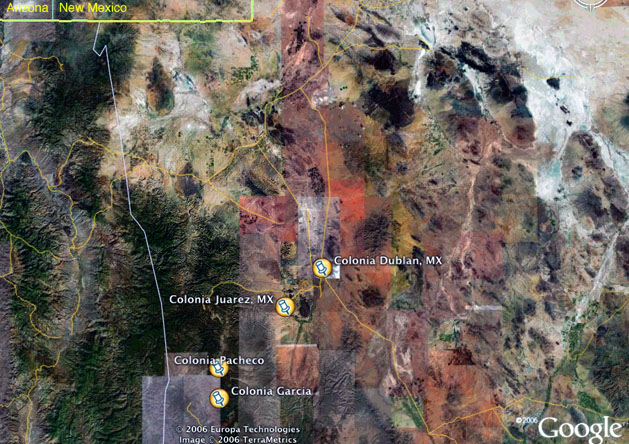 Arizona New Mexico
Colonia Dublan, MX
Colonia Juarez, MX
Colonia Pacheco
Colonia Garcia
© 2006 Europa Technologies
Image © 2006 TerraMetrics
©2006 Google